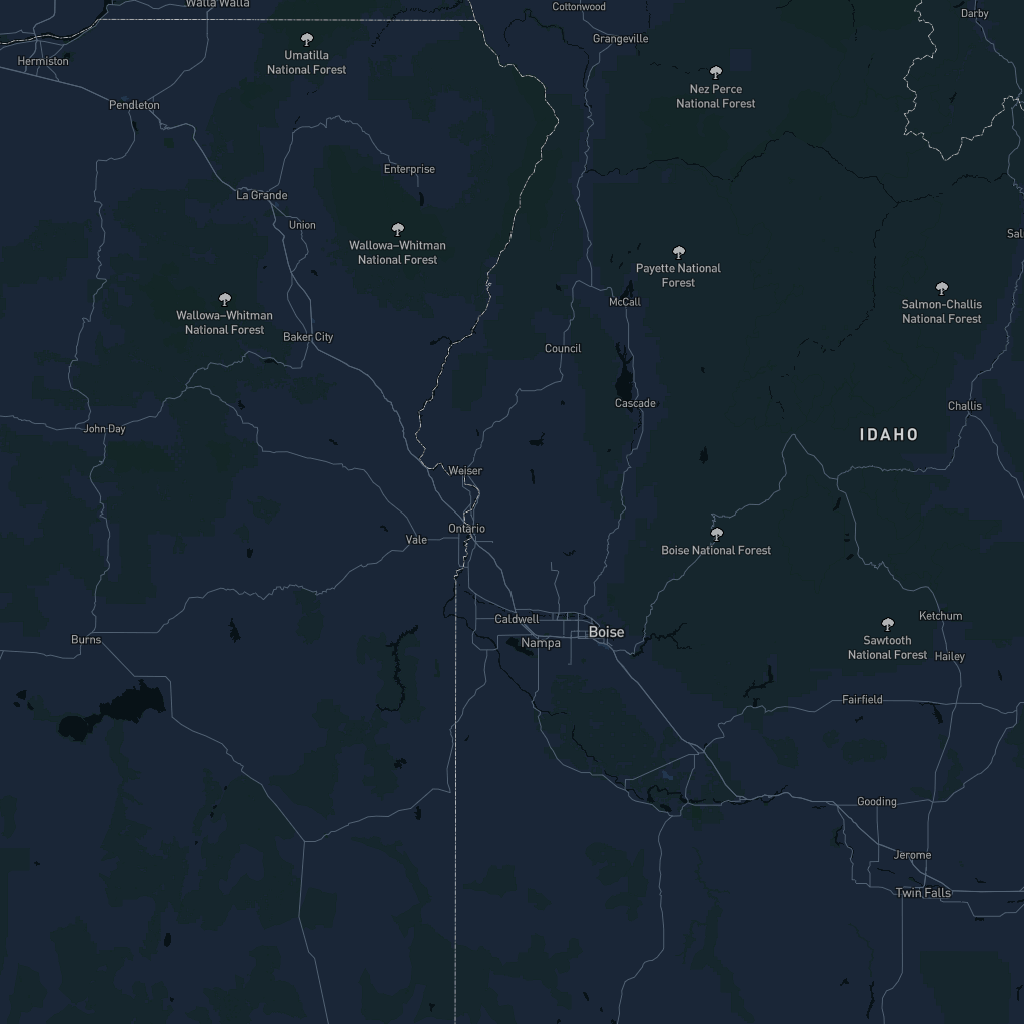 Walla Walla
Cottonwood
Darby
Grangeville
Hermiston
Umatilla
National Forest
Nez Perce
National Forest
Pendleton
Enterprise
La Grande
Union
Wallowa–Whitman
National Forest
Sal
Payette National
Forest
Wallowa–Whitman
National Forest
McCall
Salmon-Challis
National Forest
Baker City
Council
Cascade
Challis
John Day
IDAHO
Weiser
Ontario
Vale
Boise National Forest
Caldwell
Boise
Nampa
Burns
Ketchum
Sawtooth
National Forest
Hailey
Fairfield
Gooding
Jerome
Twin Falls